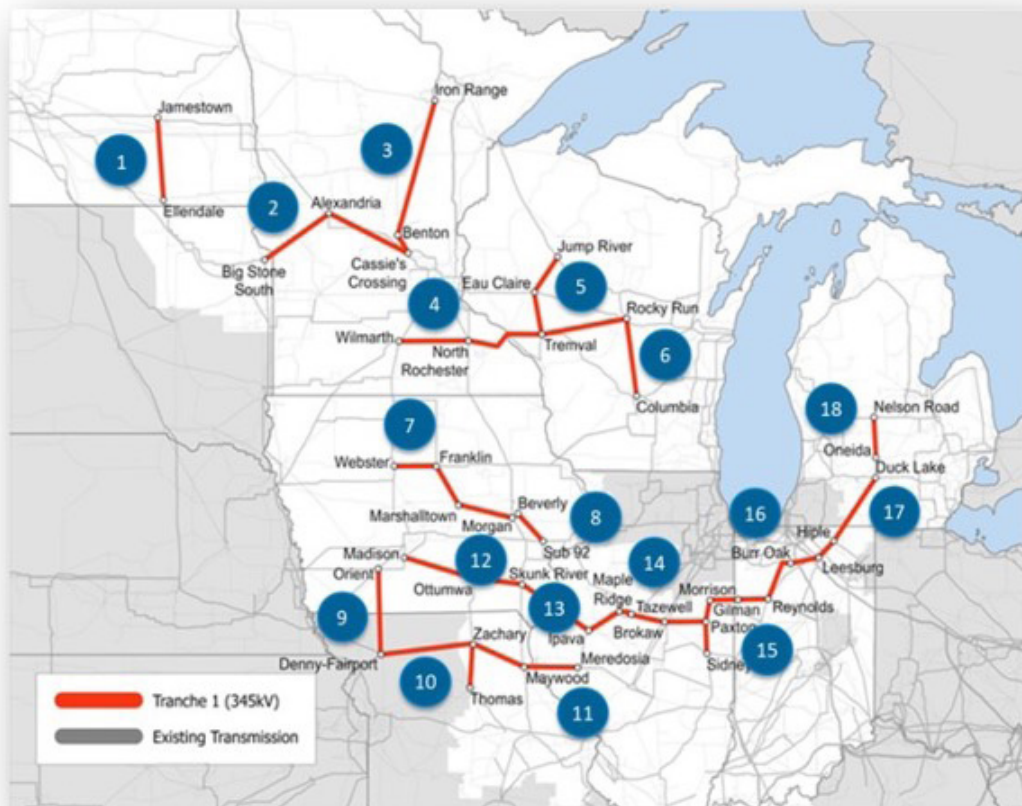 Iron Range
Jamestown
3
1
Alexandria
2
Ellendale
Benton
Jump River
Big Stone
South
Cassie's
Crossing
Eau Claire
5
4
Rocky Run
Wilmarth
North
Rochester
Tremval
6
Columbia
18
Nelson Road
7
Oneida
Webster
Franklin
Duck Lake
Beverly
16
17
Marshalltown
Morgan
8
Hiple
Sub 92
Burr Oak
Madison
12
14
Leesburg
Orient
Skunk River
Maple
Ridge
Ottumwa
Morrison
13
Tazewell
Gilman
Reynolds
9
Ipava
Brokaw
Paxton
Zachary
15
Denny-Fairport
Meredosia
Sidney
10
Maywood
Thomas
11
Tranche 1 (345kV)
Existing Transmission